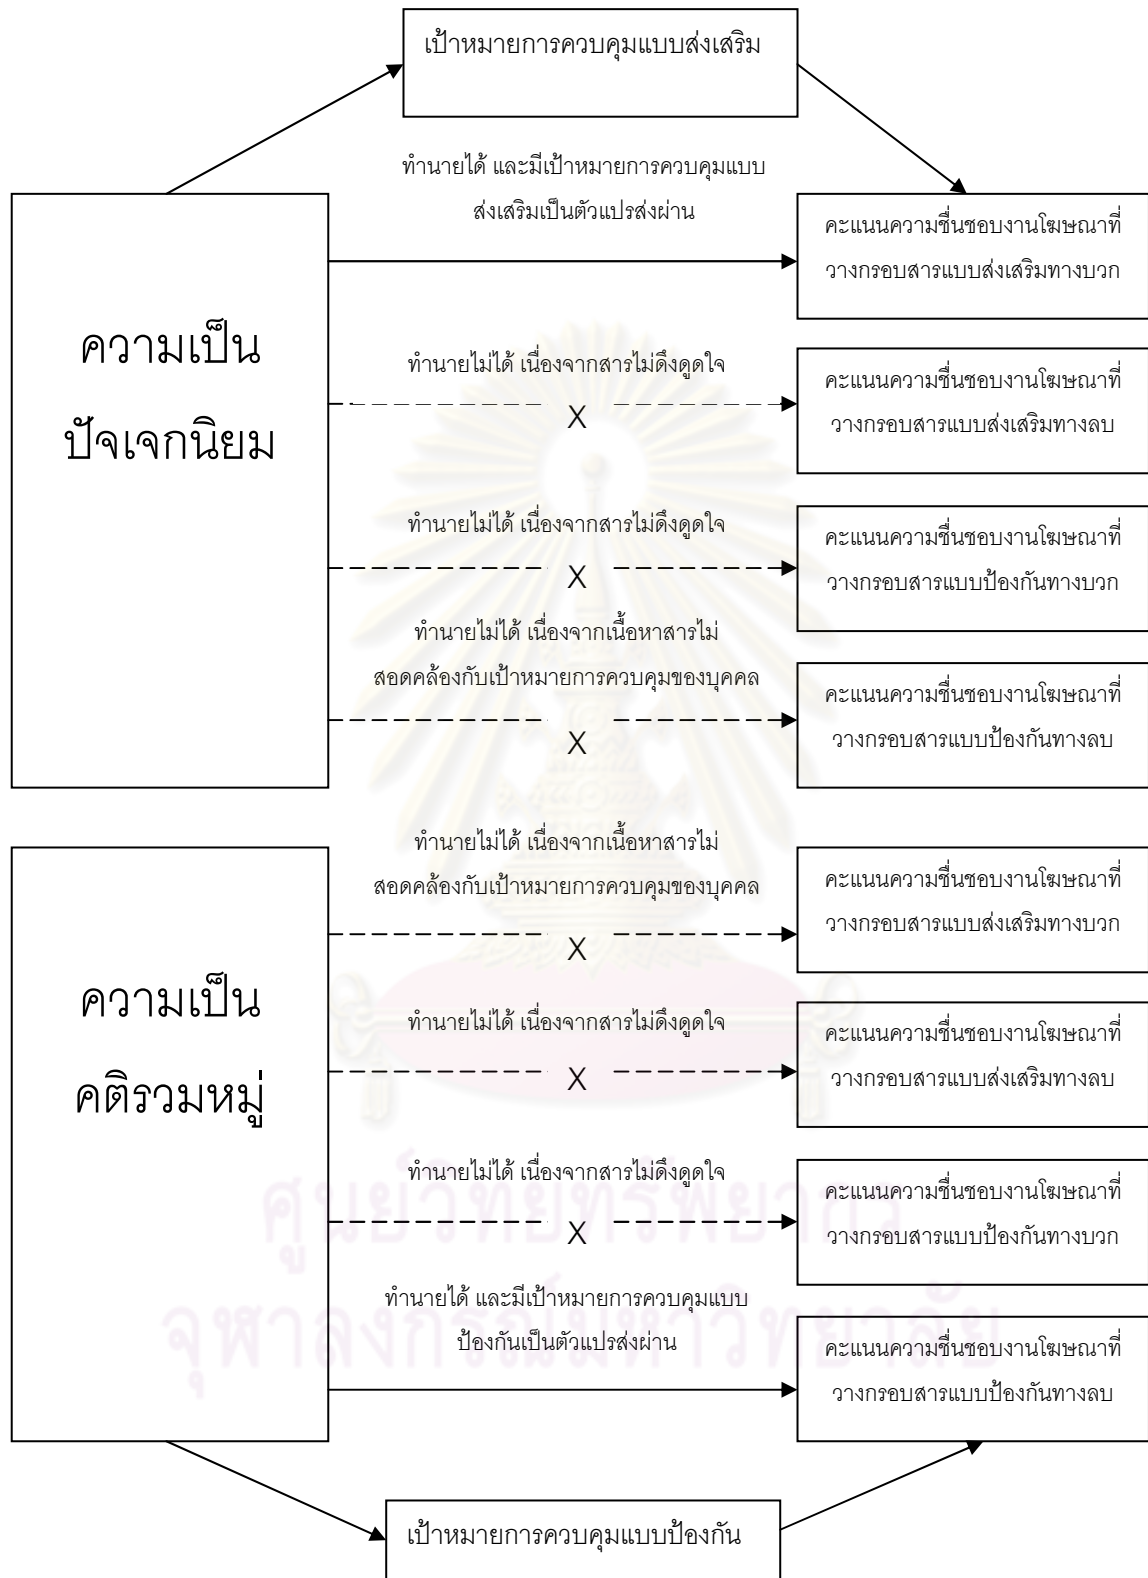 เป้าหมายการควบคุมแบบส่งเสริม
ทำนายได้ และมีเป้าหมายการควบคุมแบบ
ส่งเสริมเป็นตัวแปรส่งผ่าน
คะแนนความชื่นชอบงานโฆษณาที่
วางกรอบสารแบบส่งเสริมทางบวก
ความเป็น
ปัจเจกนิยม
ทำนายไม่ได้ เนื่องจากสารไม่ดึงดูดใจ
X
คะแนนความชื่นชอบงานโฆษณาที่
วางกรอบสารแบบส่งเสริมทางลบ
ทำนายไม่ได้ เนื่องจากสารไม่ดึงดูดใจ
X
คะแนนความชื่นชอบงานโฆษณาที่
วางกรอบสารแบบป้องกันทางบวก
ทำนายไม่ได้ เนื่องจากเนื้อหาสารไม่
สอดคล้องกับเป้าหมายการควบคุมของบุคคล
X
คะแนนความชื่นชอบงานโฆษณาที่
วางกรอบสารแบบป้องกันทางลบ
ทำนายไม่ได้ เนื่องจากเนื้อหาสารไม่
สอดคล้องกับเป้าหมายการควบคุมของบุคคล
X
คะแนนความชื่นชอบงานโฆษณาที่
วางกรอบสารแบบส่งเสริมทางบวก
ความเป็น
คติรวมหมู่
ทำนายไม่ได้ เนื่องจากสารไม่ดึงดูดใจ
X
คะแนนความชื่นชอบงานโฆษณาที่
วางกรอบสารแบบส่งเสริมทางลบ
ทำนายไม่ได้ เนื่องจากสารไม่ดึงดูดใจ
X
คะแนนความชื่นชอบงานโฆษณาที่
วางกรอบสารแบบป้องกันทางบวก
ศูนย์วิทยทรัพยากร
จุฬาลงกรณ์มหาวิทยาลัย
ทำนายได้ และมีเป้าหมายการควบคุมแบบ
ป้องกันเป็นตัวแปรส่งผ่าน
คะแนนความชื่นชอบงานโฆษณาที่
วางกรอบสารแบบป้องกันทางลบ
เป้าหมายการควบคุมแบบป้องกัน